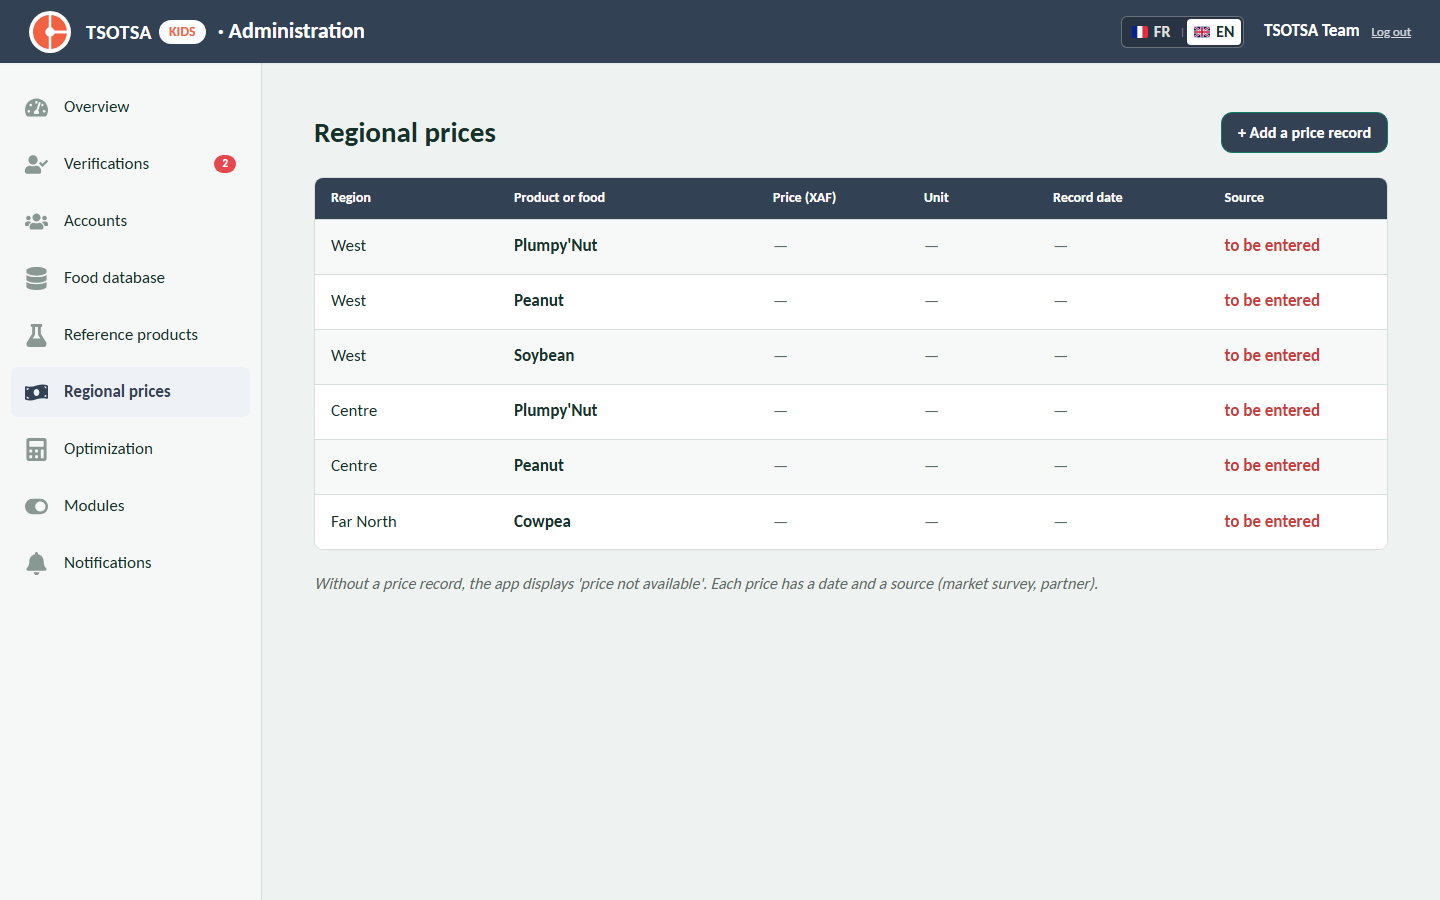 TSOTSA KIDS · Administration
FR | EN
TSOTSA Team Log out
Overview
Verifications 2
Accounts
Food database
Reference products
Regional prices
Optimization
Modules
Notifications
Regional prices
+ Add a price record
Region Product or food Price (XAF) Unit Record date Source
West Plumpy'Nut — — — to be entered
West Peanut — — — to be entered
West Soybean — — — to be entered
Centre Plumpy'Nut — — — to be entered
Centre Peanut — — — to be entered
Far North Cowpea — — — to be entered
Without a price record, the app displays 'price not available'. Each price has a date and a source (market survey, partner).